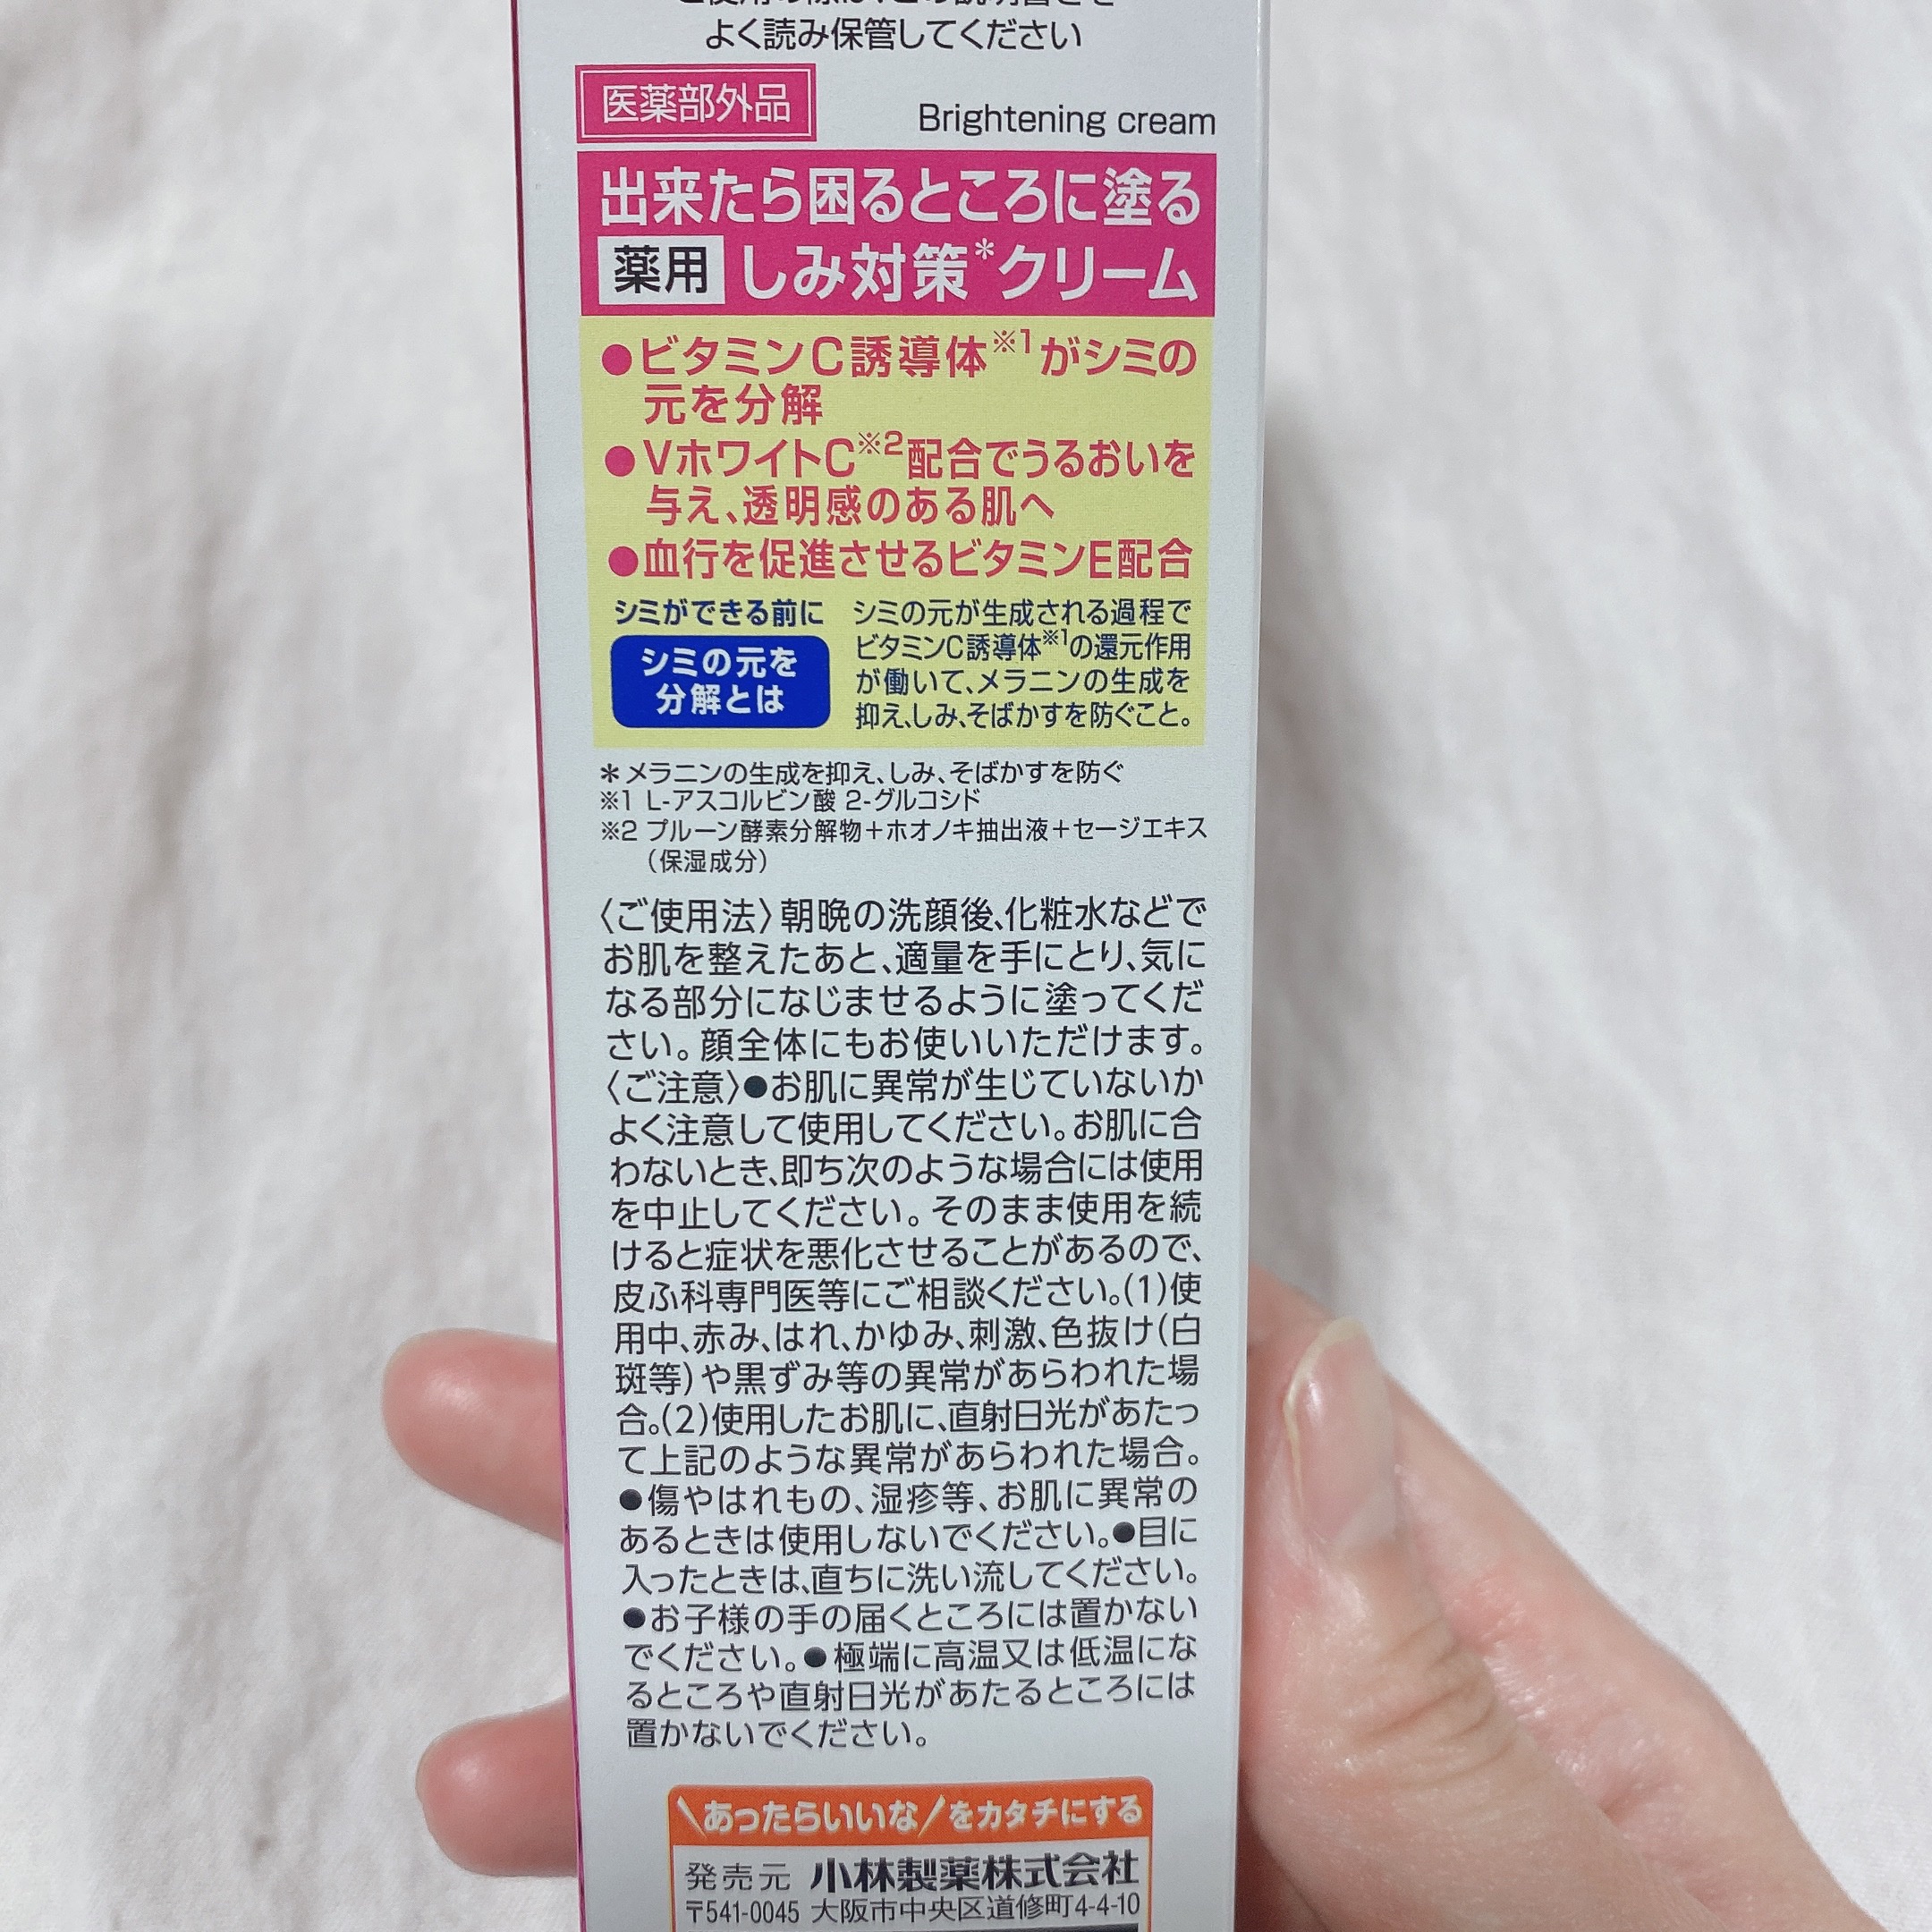 よく読み保管してください
医薬部外品
Brightening cream
出来たら困るところに塗る
薬用 しみ対策*クリーム
●ビタミンC誘導体※1がシミの
元を分解
●VホワイトC※2配合でうるおいを
与え、透明感のある肌へ
●血行を促進させるビタミンE配合
シミができる前に
シミの元を
分解とは
シミの元が生成される過程で
ビタミンC誘導体※1の還元作用
が働いて、メラニンの生成を
抑え、しみ、そばかすを防ぐこと。
＊メラニンの生成を抑え、しみ、そばかすを防ぐ
※1 L-アスコルビン酸 2-グルコシド
※2 プルーン酵素分解物＋ホオノキ抽出液＋セージエキス
（保湿成分）
〈ご使用法〉朝晩の洗顔後、化粧水などで
お肌を整えたあと、適量を手にとり、気に
なる部分になじませるように塗ってくだ
さい。顔全体にもお使いいただけます。
〈ご注意〉●お肌に異常が生じていないか
よく注意して使用してください。お肌に合
わないとき、即ち次のような場合には使用
を中止してください。そのまま使用を続
けると症状を悪化させることがあるので、
皮ふ科専門医等にご相談ください。(1)使
用中、赤み、はれ、かゆみ、刺激、色抜け(白
斑等)や黒ずみ等の異常があらわれた場
合。(2)使用したお肌に、直射日光があたっ
て上記のような異常があらわれた場合。
●傷やはれもの、湿疹等、お肌に異常の
あるときは使用しないでください。●目に
入ったときは、直ちに洗い流してください。
●お子様の手の届くところには置かない
でください。●極端に高温又は低温にな
るところや直射日光があたるところには
置かないでください。
＼あったらいいな／をカタチにする
発売元 小林製薬株式会社
〒541-0045 大阪市中央区道修町4-4-10